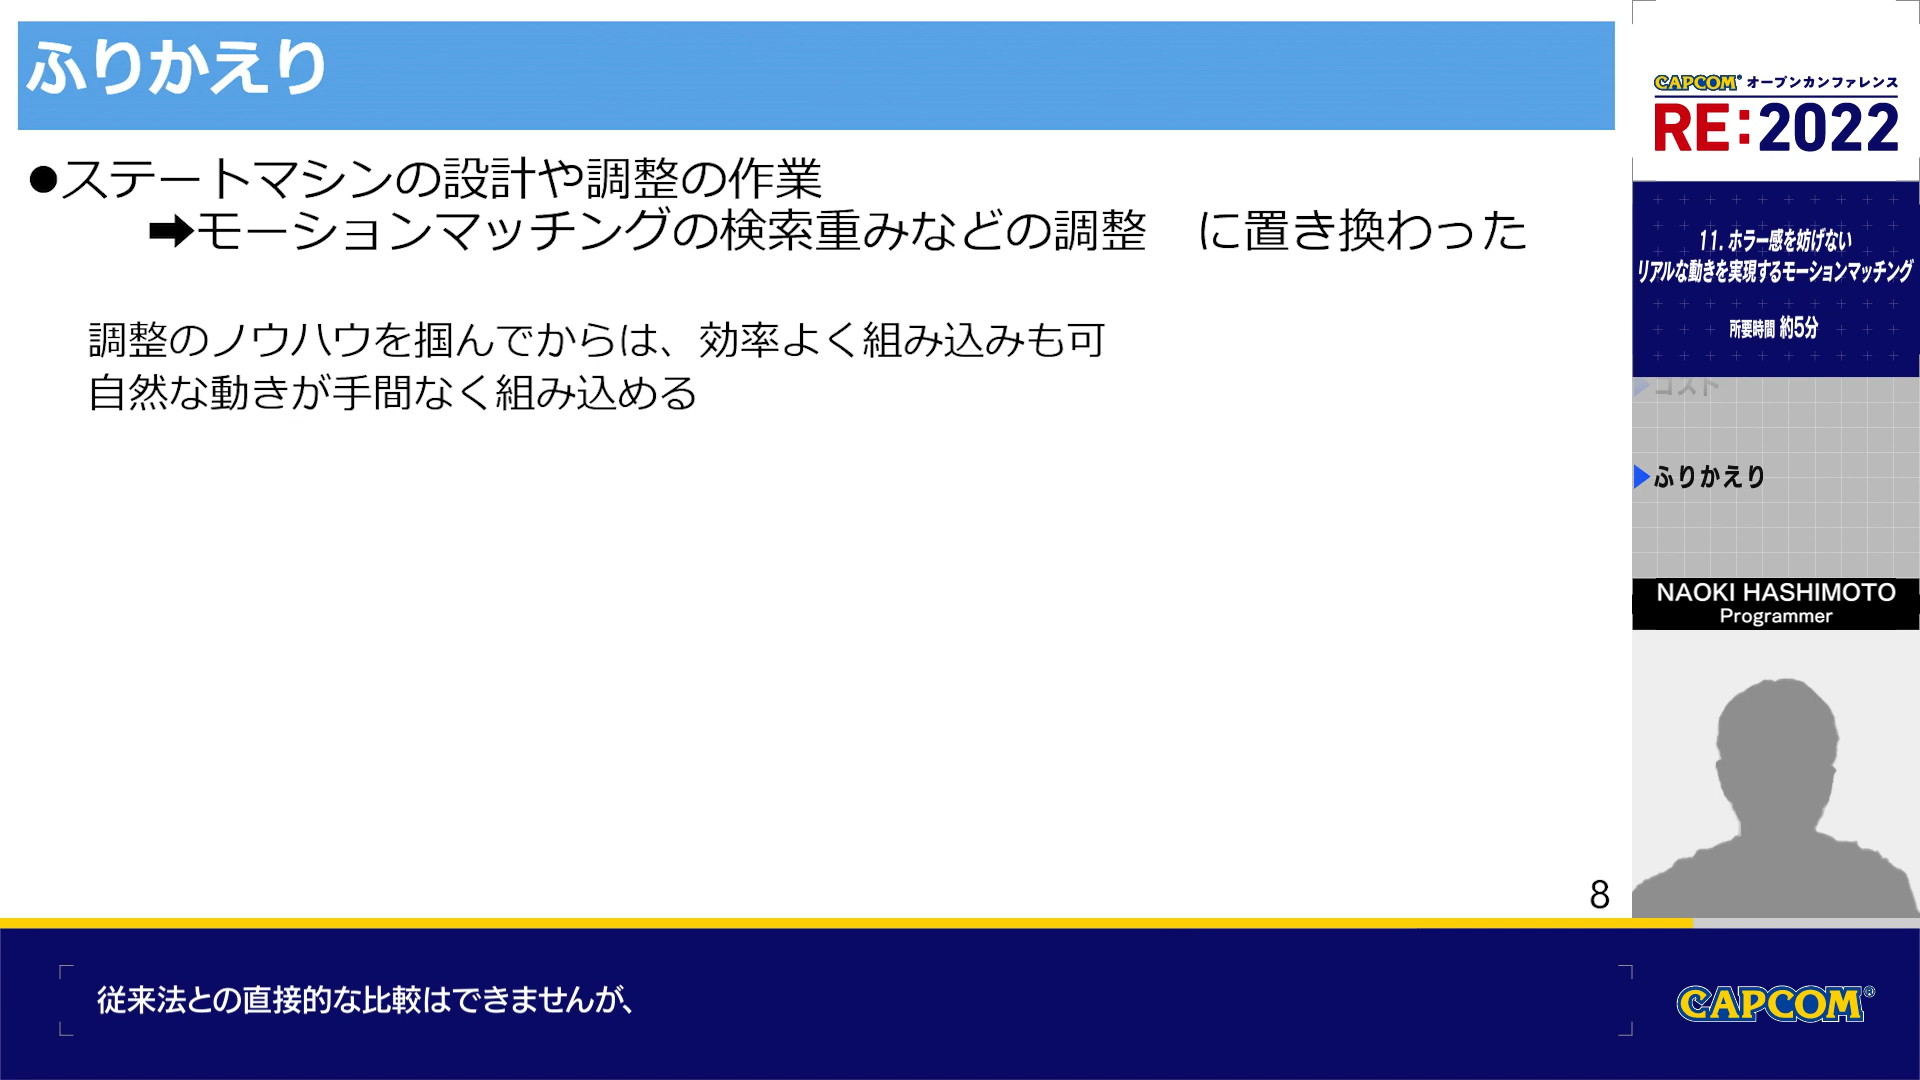 ふりかえり
●ステートマシンの設計や調整の作業
➡モーションマッチングの検索重みなどの調整　に置き換わった
調整のノウハウを掴んでからは、効率よく組み込みも可
自然な動きが手間なく組み込める
8
CAPCOM® オープンカンファレンス
RE:2022
11. ホラー感を妨げない
リアルな動きを実現するモーションマッチング
所要時間 約5分
▶コスト
▶ふりかえり
NAOKI HASHIMOTO
Programmer
従来法との直接的な比較はできませんが、
CAPCOM®